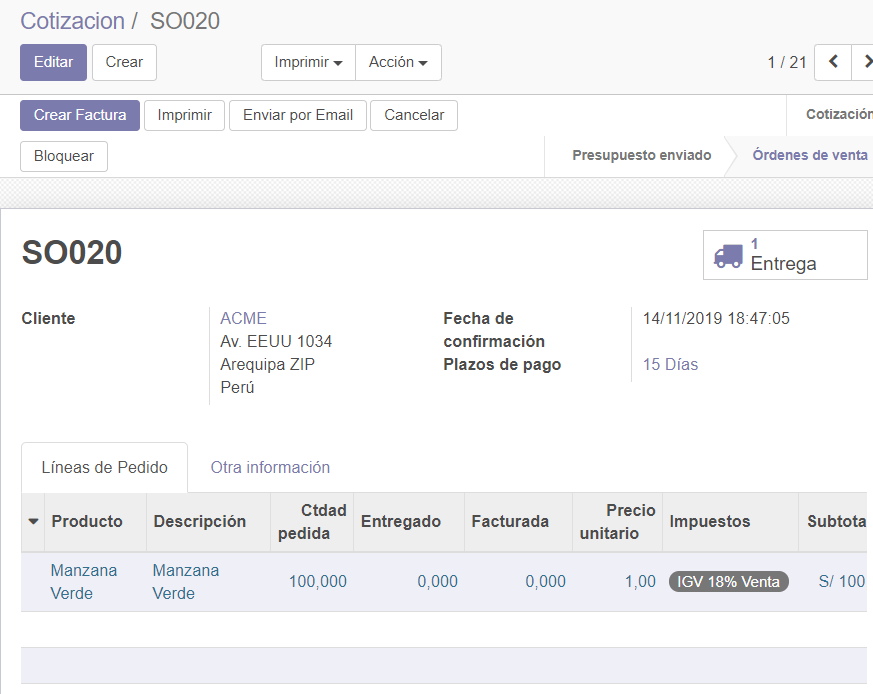 Cotizacion / SO020
Editar Crear Imprimir Acción 1 / 21
Crear Factura Imprimir Enviar por Email Cancelar Cotización
Bloquear Presupuesto enviado Órdenes de venta
SO020
1
Entrega
Cliente ACME Fecha de 14/11/2019 18:47:05
Av. EEUU 1034 confirmación
Arequipa ZIP Plazos de pago 15 Días
Perú
Líneas de Pedido Otra información
Producto Descripción Ctdad pedida Entregado Facturada Precio unitario Impuestos Subtota
Manzana Verde Manzana Verde 100,000 0,000 0,000 1,00 IGV 18% Venta S/ 100